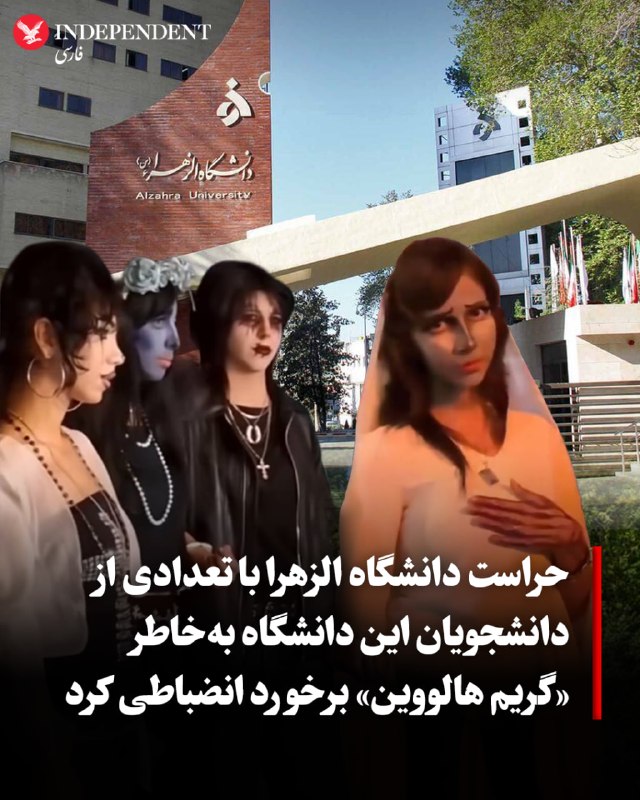 INDEPENDENT
فارسی
دانشگاه الزهرا (س)
Alzahra University
حراست دانشگاه الزهرا با تعدادی از
دانشجویان این دانشگاه به‌خاطر
«گریم هالووین» برخورد انضباطی کرد